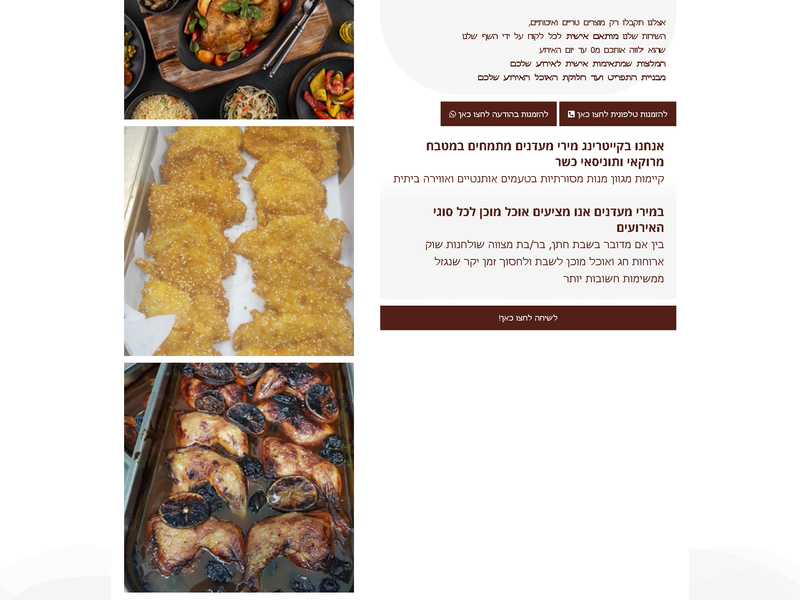 אצלנו תקבלו רק מוצרים טריים ואיכותיים,
השירות שלנו מותאם אישית לכל לקוח על ידי השף שלנו
שהוא ילווה אותכם מ0 עד יום האירוע
המלצות שמתאימות אישית לאירוע שלכם
מבניית התפריט ועד חלוקת האוכל האירוע שלכם
להזמנות טלפונית לחצו כאן
להזמנות בהודעה לחצו כאן
אנחנו בקייטרינג מירי מעדנים מתמחים במטבח
מרוקאי ותוניסאי כשר
קיימות מגוון מנות מסורתיות בטעמים אותנטיים ואווירה ביתית
במירי מעדנים אנו מציעים אוכל מוכן לכל סוגי
האירועים
בין אם מדובר בשבת חתן, בר/בת מצווה שולחנות שוק
ארוחות חג ואוכל מוכן לשבת ולחסוך זמן יקר שנגזל
ממשימות חשובות יותר
לשיחה לחצו כאן!